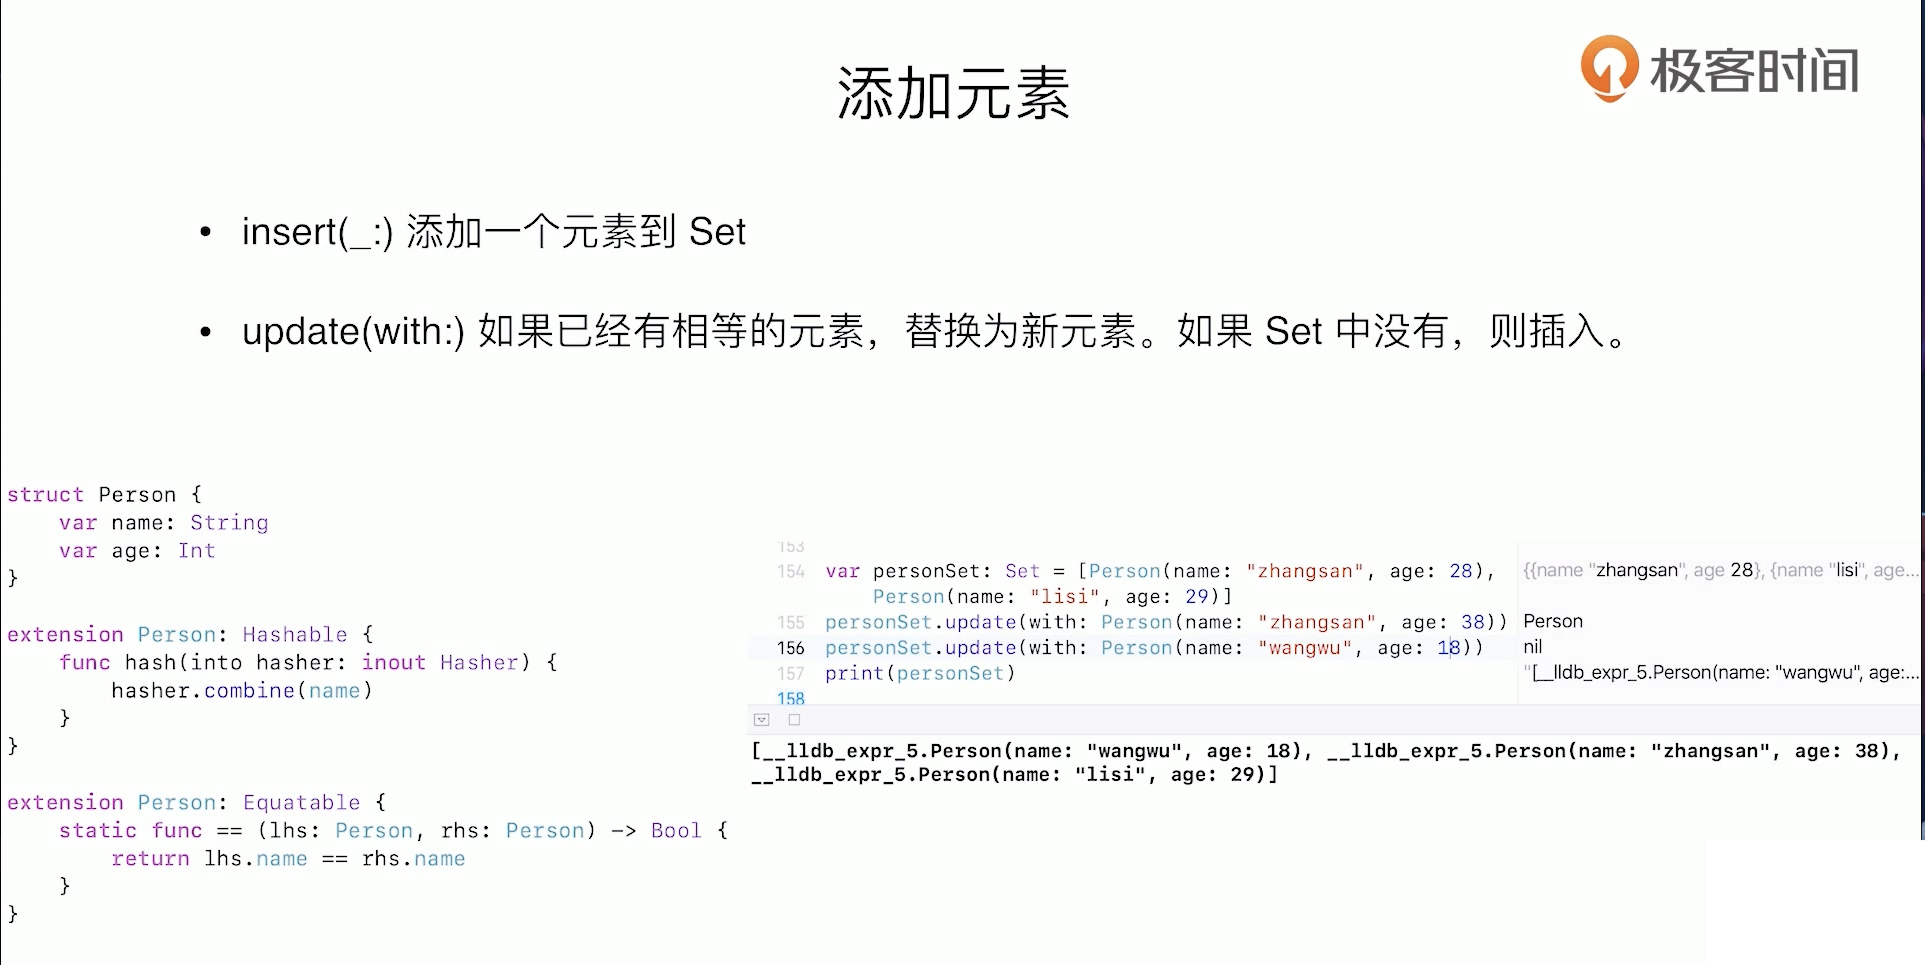 极客时间
添加元素
• insert(_:) 添加一个元素到 Set
• update(with:) 如果已经有相等的元素，替换为新元素。如果 Set 中没有，则插入。
struct Person {
    var name: String
    var age: Int
}
extension Person: Hashable {
    func hash(into hasher: inout Hasher) {
        hasher.combine(name)
    }
}
extension Person: Equatable {
    static func == (lhs: Person, rhs: Person) -> Bool {
        return lhs.name == rhs.name
    }
}
153
154 var personSet: Set = [Person(name: "zhangsan", age: 28), {{name "zhangsan", age 28}, {name "lisi", age...
    Person(name: "lisi", age: 29)]
155 personSet.update(with: Person(name: "zhangsan", age: 38)) Person
156 personSet.update(with: Person(name: "wangwu", age: 18)) nil
157 print(personSet) "[__lldb_expr_5.Person(name: "wangwu", age:...
158
[__lldb_expr_5.Person(name: "wangwu", age: 18), __lldb_expr_5.Person(name: "zhangsan", age: 38),
__lldb_expr_5.Person(name: "lisi", age: 29)]